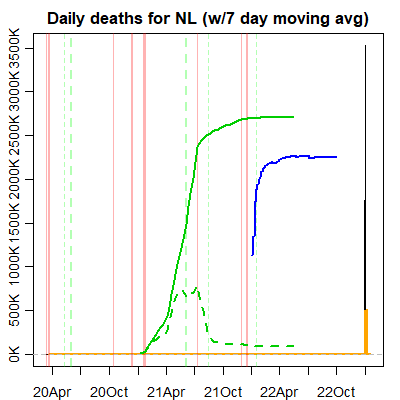 Daily deaths for NL (w/7 day moving avg)
3500K
3000K
2500K
2000K
1500K
1000K
500K
0K
20Apr 20Oct 21Apr 21Oct 22Apr 22Oct